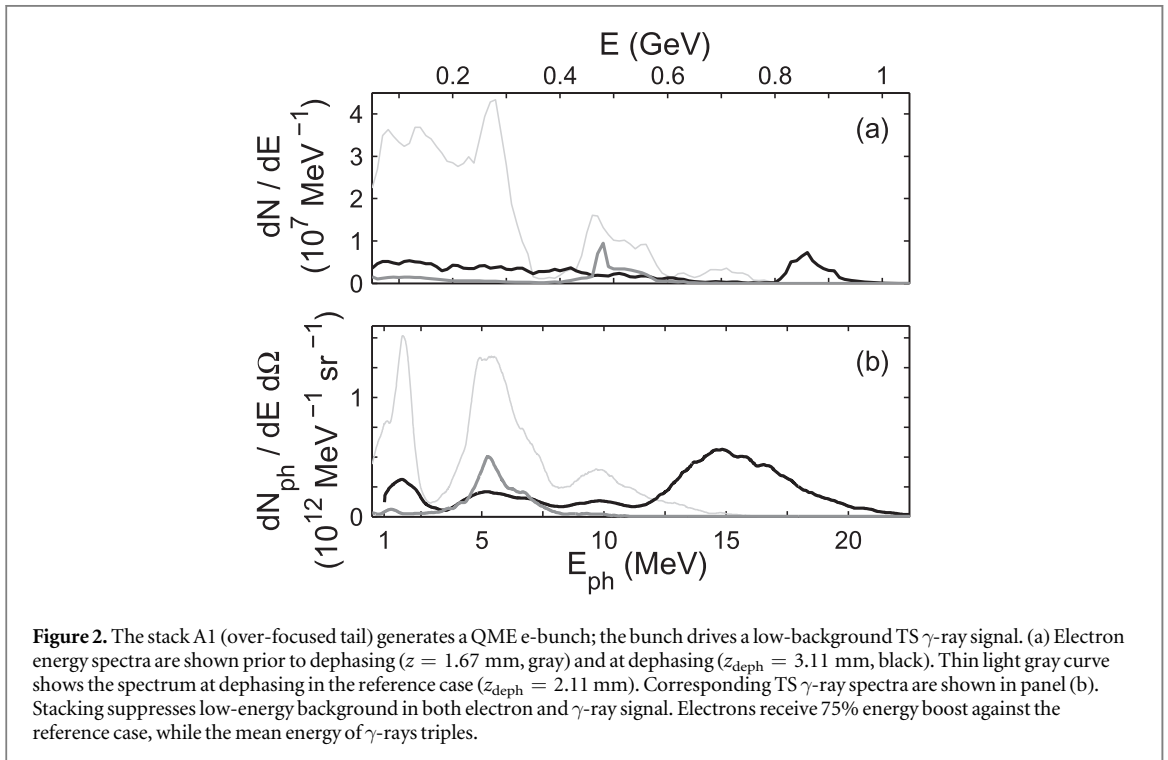 E (GeV)
0.2 0.4 0.6 0.8 1
(a)
dN / dE
(10⁷ MeV⁻¹)
4
3
2
1
0
(b)
dN_ph / dE dΩ
(10¹² MeV⁻¹ sr⁻¹)
1
0
1 5 10 15 20
E_ph (MeV)
Figure 2. The stack A1 (over-focused tail) generates a QME e-bunch; the bunch drives a low-background TS γ-ray signal. (a) Electron
energy spectra are shown prior to dephasing (z = 1.67 mm, gray) and at dephasing (z_deph = 3.11 mm, black). Thin light gray curve
shows the spectrum at dephasing in the reference case (z_deph = 2.11 mm). Corresponding TS γ-ray spectra are shown in panel (b).
Stacking suppresses low-energy background in both electron and γ-ray signal. Electrons receive 75% energy boost against the
reference case, while the mean energy of γ-rays triples.